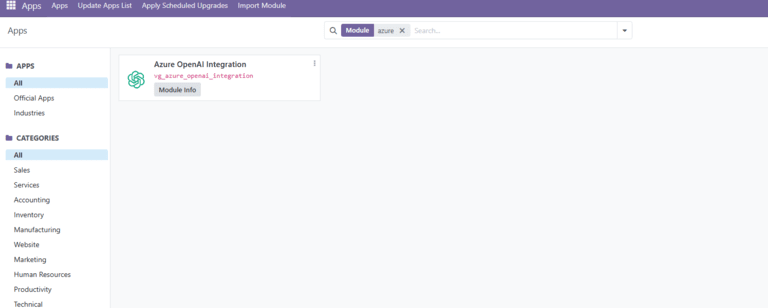 Apps Apps Update Apps List Apply Scheduled Upgrades Import Module
Apps
Module azure Search...
APPS
All
Official Apps
Industries
CATEGORIES
All
Sales
Services
Accounting
Inventory
Manufacturing
Website
Marketing
Human Resources
Productivity
Technical
Azure OpenAI Integration
vg_azure_openai_integration
Module Info